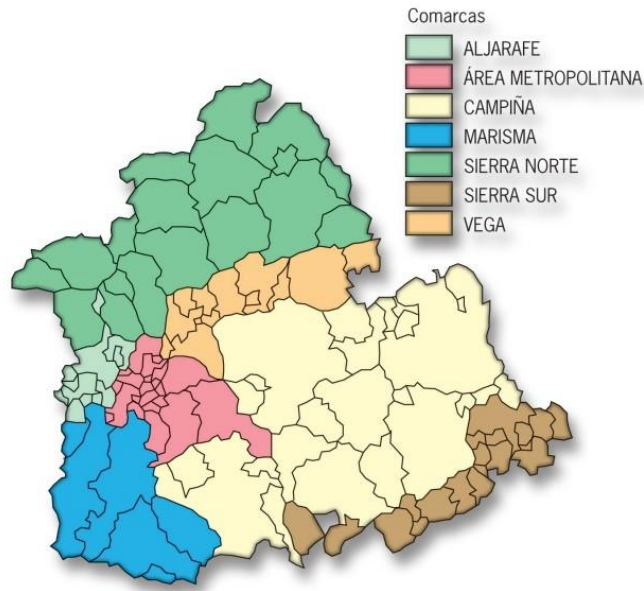 Comarcas
ALJARAFE
ÁREA METROPOLITANA
CAMPIÑA
MARISMA
SIERRA NORTE
SIERRA SUR
VEGA